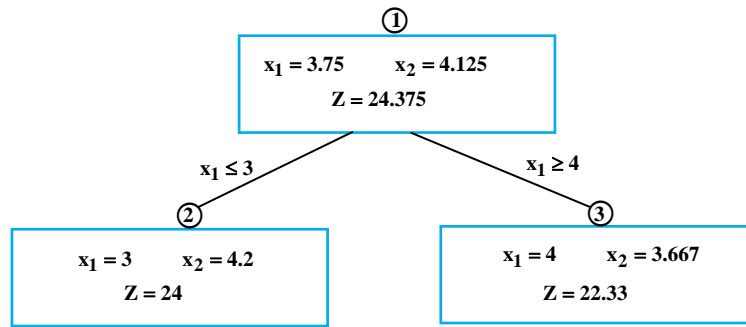 1
x1 = 3.75 x2 = 4.125
Z = 24.375
x1 ≤ 3
x1 ≥ 4
2
3
x1 = 3 x2 = 4.2
Z = 24
x1 = 4 x2 = 3.667
Z = 22.33